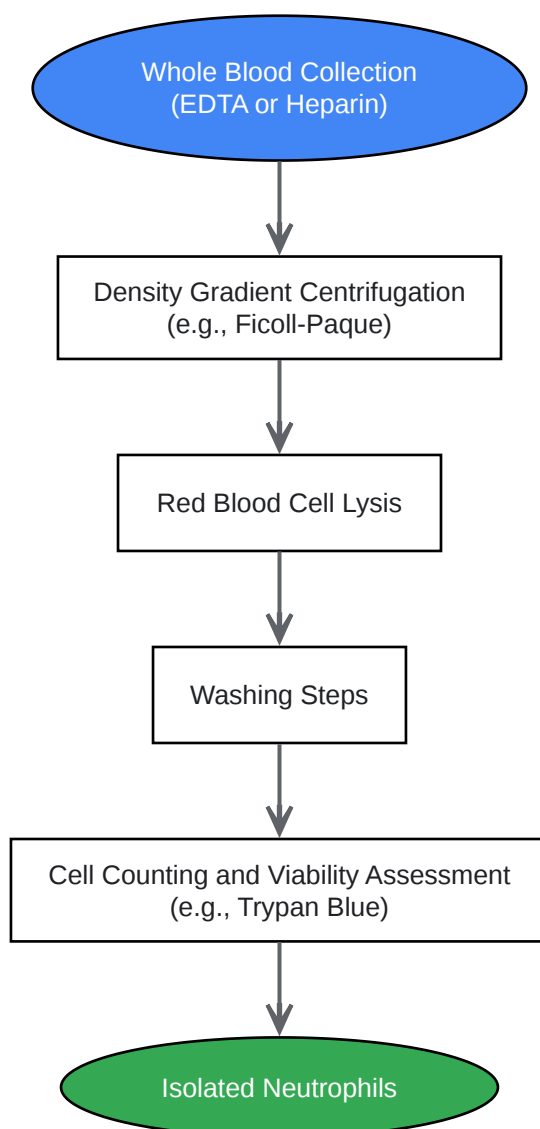 Whole Blood Collection
(EDTA or Heparin)
Density Gradient Centrifugation
(e.g., Ficoll-Paque)
Red Blood Cell Lysis
Washing Steps
Cell Counting and Viability Assessment
(e.g., Trypan Blue)
Isolated Neutrophils